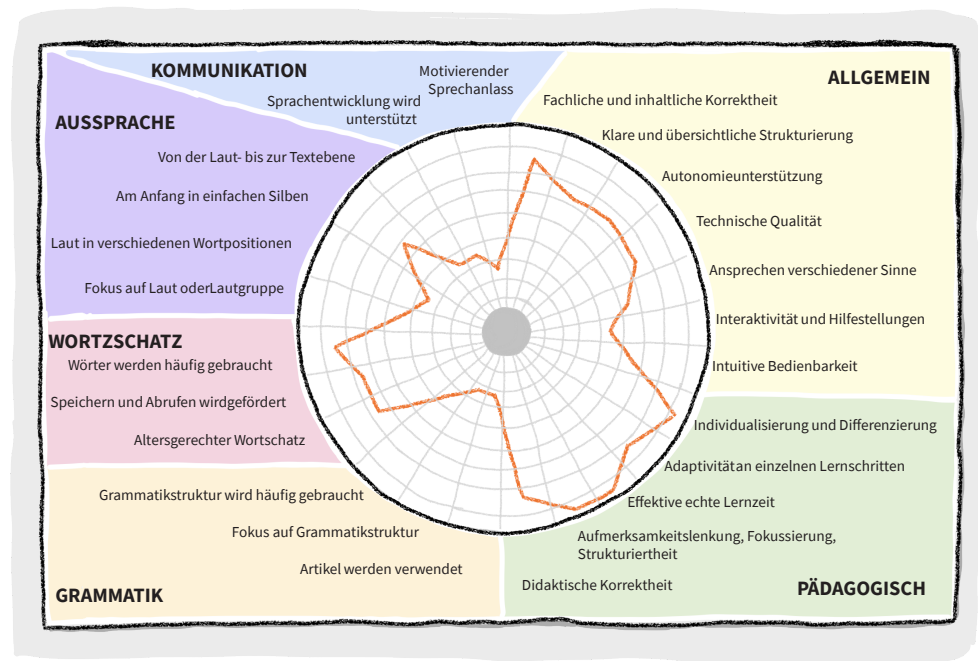 KOMMUNIKATION
Motivierender
Sprechanlass
Sprachentwicklung wird
unterstützt
AUSSPRACHE
Von der Laut- bis zur Textebene
Am Anfang in einfachen Silben
Laut in verschiedenen Wortpositionen
Fokus auf Laut oderLautgruppe
WORTZSCHATZ
Wörter werden häufig gebraucht
Speichern und Abrufen wirdgefördert
Altersgerechter Wortschatz
Grammatikstruktur wird häufig gebraucht
Fokus auf Grammatikstruktur
Artikel werden verwendet
GRAMMATIK
ALLGEMEIN
Fachliche und inhaltliche Korrektheit
Klare und übersichtliche Strukturierung
Autonomieunterstützung
Technische Qualität
Ansprechen verschiedener Sinne
Interaktivität und Hilfestellungen
Intuitive Bedienbarkeit
Individualisierung und Differenzierung
Adaptivität an einzelnen Lernschritten
Effektive echte Lernzeit
Aufmerksamkeitslenkung, Fokussierung,
Strukturiertheit
Didaktische Korrektheit
PÄDAGOGISCH